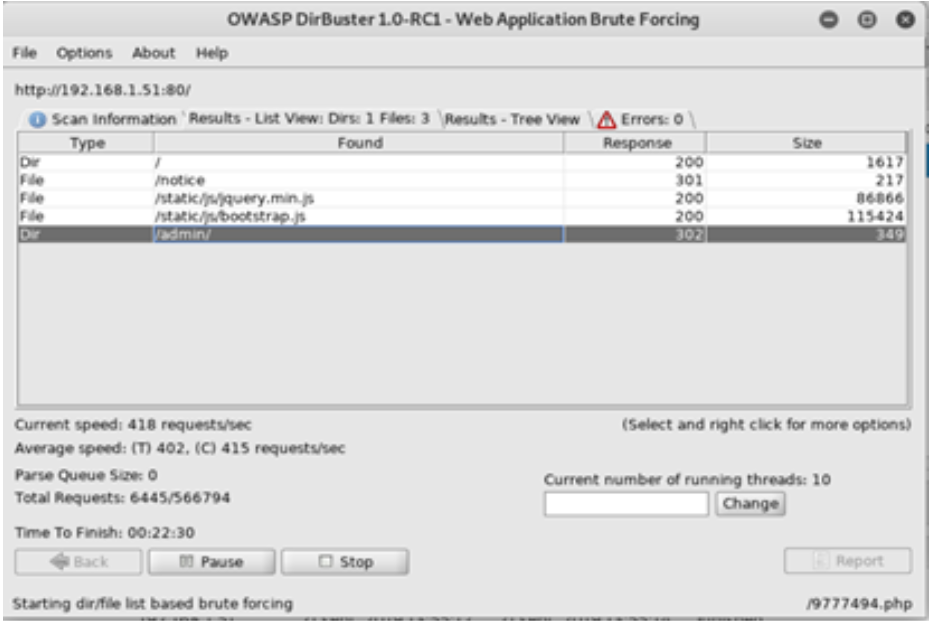 OWASP DirBuster 1.0-RC1 - Web Application Brute Forcing
File Options About Help
http://192.168.1.51:80/
Scan Information Results - List View: Dirs: 1 Files: 3 Results - Tree View Errors: 0
Type Found Response Size
Dir / 200 1617
File /notice 301 217
File /static/js/jquery.min.js 200 86866
File /static/js/bootstrap.js 200 115424
Dir /admin/ 302 349
Current speed: 418 requests/sec (Select and right click for more options)
Average speed: (T) 402, (C) 415 requests/sec
Parse Queue Size: 0 Current number of running threads: 10
Total Requests: 6445/566794 Change
Time To Finish: 00:22:30
Back Pause Stop Report
Starting dir/file list based brute forcing /9777494.php